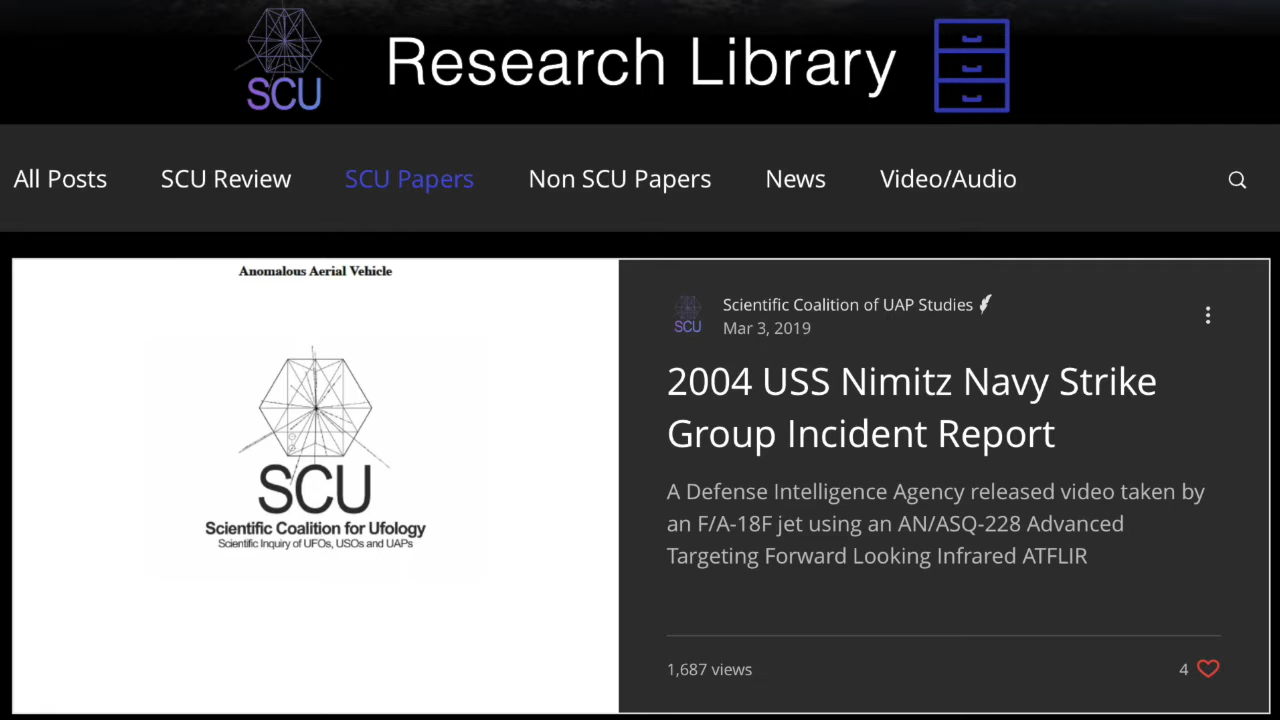 SCU
Research Library
All Posts
SCU Review
SCU Papers
Non SCU Papers
News
Video/Audio
Anomalous Aerial Vehicle
SCU
Scientific Coalition for Ufology
Scientific Inquiry of UFOs, USOs and UAPs
SCU
Scientific Coalition of UAP Studies
Mar 3, 2019
2004 USS Nimitz Navy Strike
Group Incident Report
A Defense Intelligence Agency released video taken by
an F/A-18F jet using an AN/ASQ-228 Advanced
Targeting Forward Looking Infrared ATFLIR
1,687 views
4